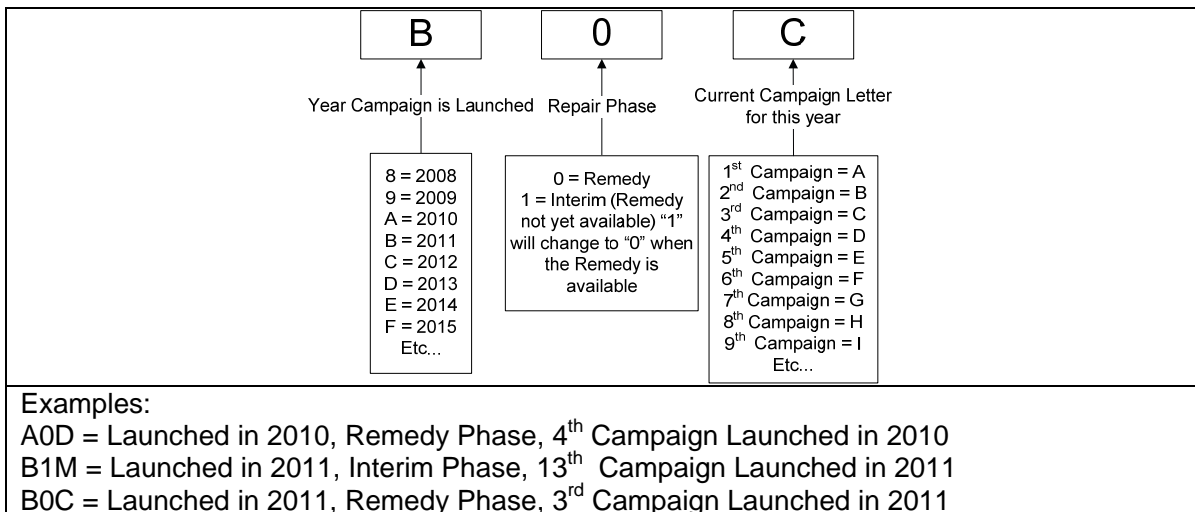 B 0 C
Year Campaign is Launched
Repair Phase
Current Campaign Letter
for this year
8 = 2008
9 = 2009
A = 2010
B = 2011
C = 2012
D = 2013
E = 2014
F = 2015
Etc...
0 = Remedy
1 = Interim (Remedy
not yet available) “1”
will change to “0” when
the Remedy is
available
1st Campaign = A
2nd Campaign = B
3rd Campaign = C
4th Campaign = D
5th Campaign = E
6th Campaign = F
7th Campaign = G
8th Campaign = H
9th Campaign = I
Etc...
Examples:
A0D = Launched in 2010, Remedy Phase, 4th Campaign Launched in 2010
B1M = Launched in 2011, Interim Phase, 13th Campaign Launched in 2011
B0C = Launched in 2011, Remedy Phase, 3rd Campaign Launched in 2011